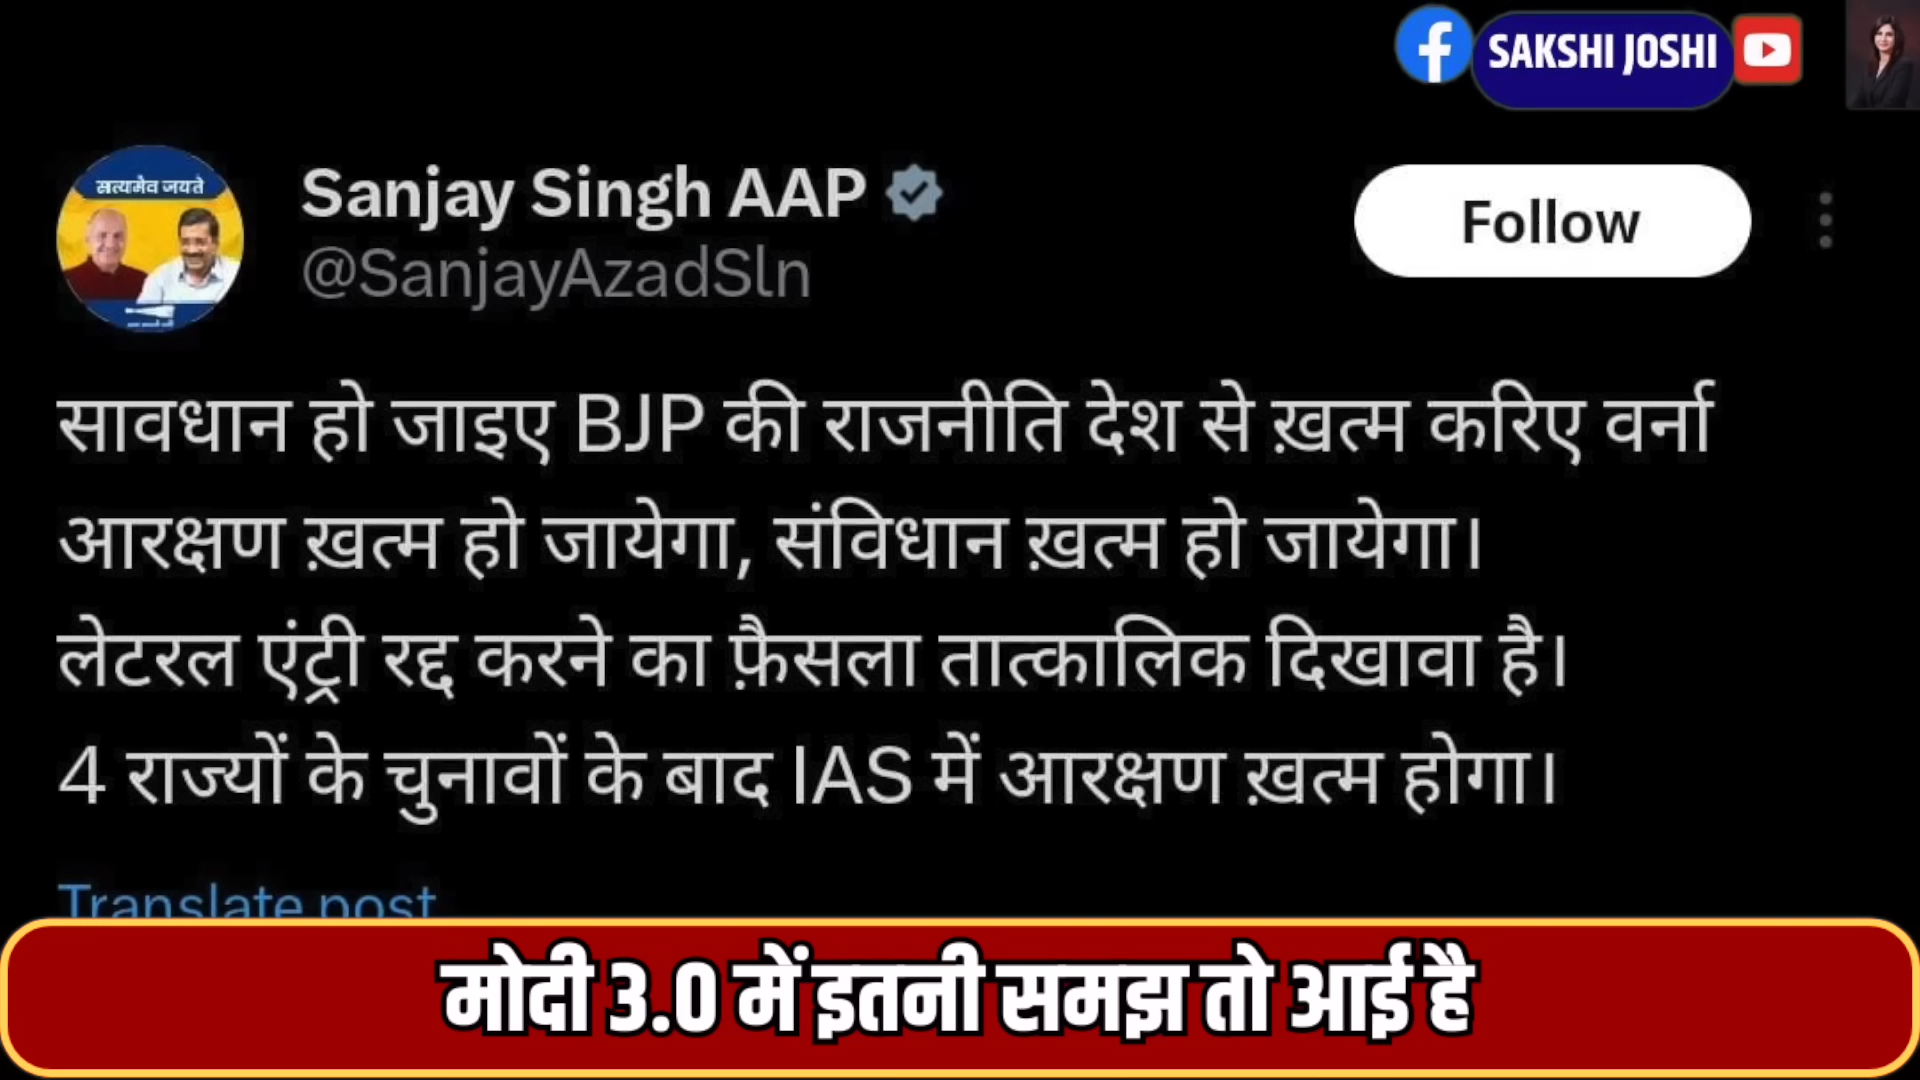 SAKSHI JOSHI
सत्यमेव जयते
Sanjay Singh AAP
@SanjayAzadSln
Follow
सावधान हो जाइए BJP की राजनीति देश से ख़त्म करिए वर्ना
आरक्षण ख़त्म हो जायेगा, संविधान ख़त्म हो जायेगा।
लेटरल एंट्री रद्द करने का फ़ैसला तात्कालिक दिखावा है।
4 राज्यों के चुनावों के बाद IAS में आरक्षण ख़त्म होगा।
Translate post
मोदी 3.0 में इतनी समझ तो आई है